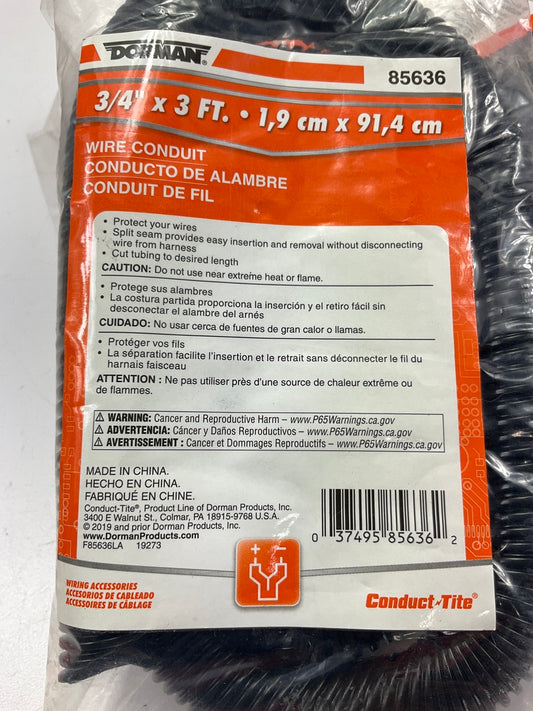 DORMAN®
85636
3/4" x 3 FT. • 1,9 cm x 91,4 cm
WIRE CONDUIT
CONDUCTO DE ALAMBRE
CONDUIT DE FIL
• Protect your wires
• Split seam provides easy insertion and removal without disconnecting
wire from harness
• Cut tubing to desired length
CAUTION: Do not use near extreme heat or flame.
• Protege sus alambres
• La costura partida proporciona la inserción y el retiro fácil sin
desconectar el alambre del arnés
CUIDADO: No usar cerca de fuentes de gran calor o llamas.
• Protéger vos fils
• La séparation facilite l'insertion et le retrait sans déconnecter le fil du
harnais faisceau
ATTENTION : Ne pas utiliser près d'une source de chaleur extrême ou
de flammes.
⚠ WARNING: Cancer and Reproductive Harm – www.P65Warnings.ca.gov
⚠ ADVERTENCIA: Cáncer y Daños Reproductivos – www.P65Warnings.ca.gov
⚠ AVERTISSEMENT : Cancer et Dommages Reproductifs – www.P65Warnings.ca.gov
MADE IN CHINA.
HECHO EN CHINA.
FABRIQUÉ EN CHINE.
Conduct-Tite®, Product Line of Dorman Products, Inc.
3400 E Walnut St., Colmar, PA 18915-9768 U.S.A.
© 2019 and prior Dorman Products, Inc.
www.DormanProducts.com
F85636LA 19273
0 37495 85636 2
+ −
WIRING ACCESSORIES
ACCESORIOS DE CABLEADO
ACCESSOIRES DE CÂBLAGE
Conduct-Tite®